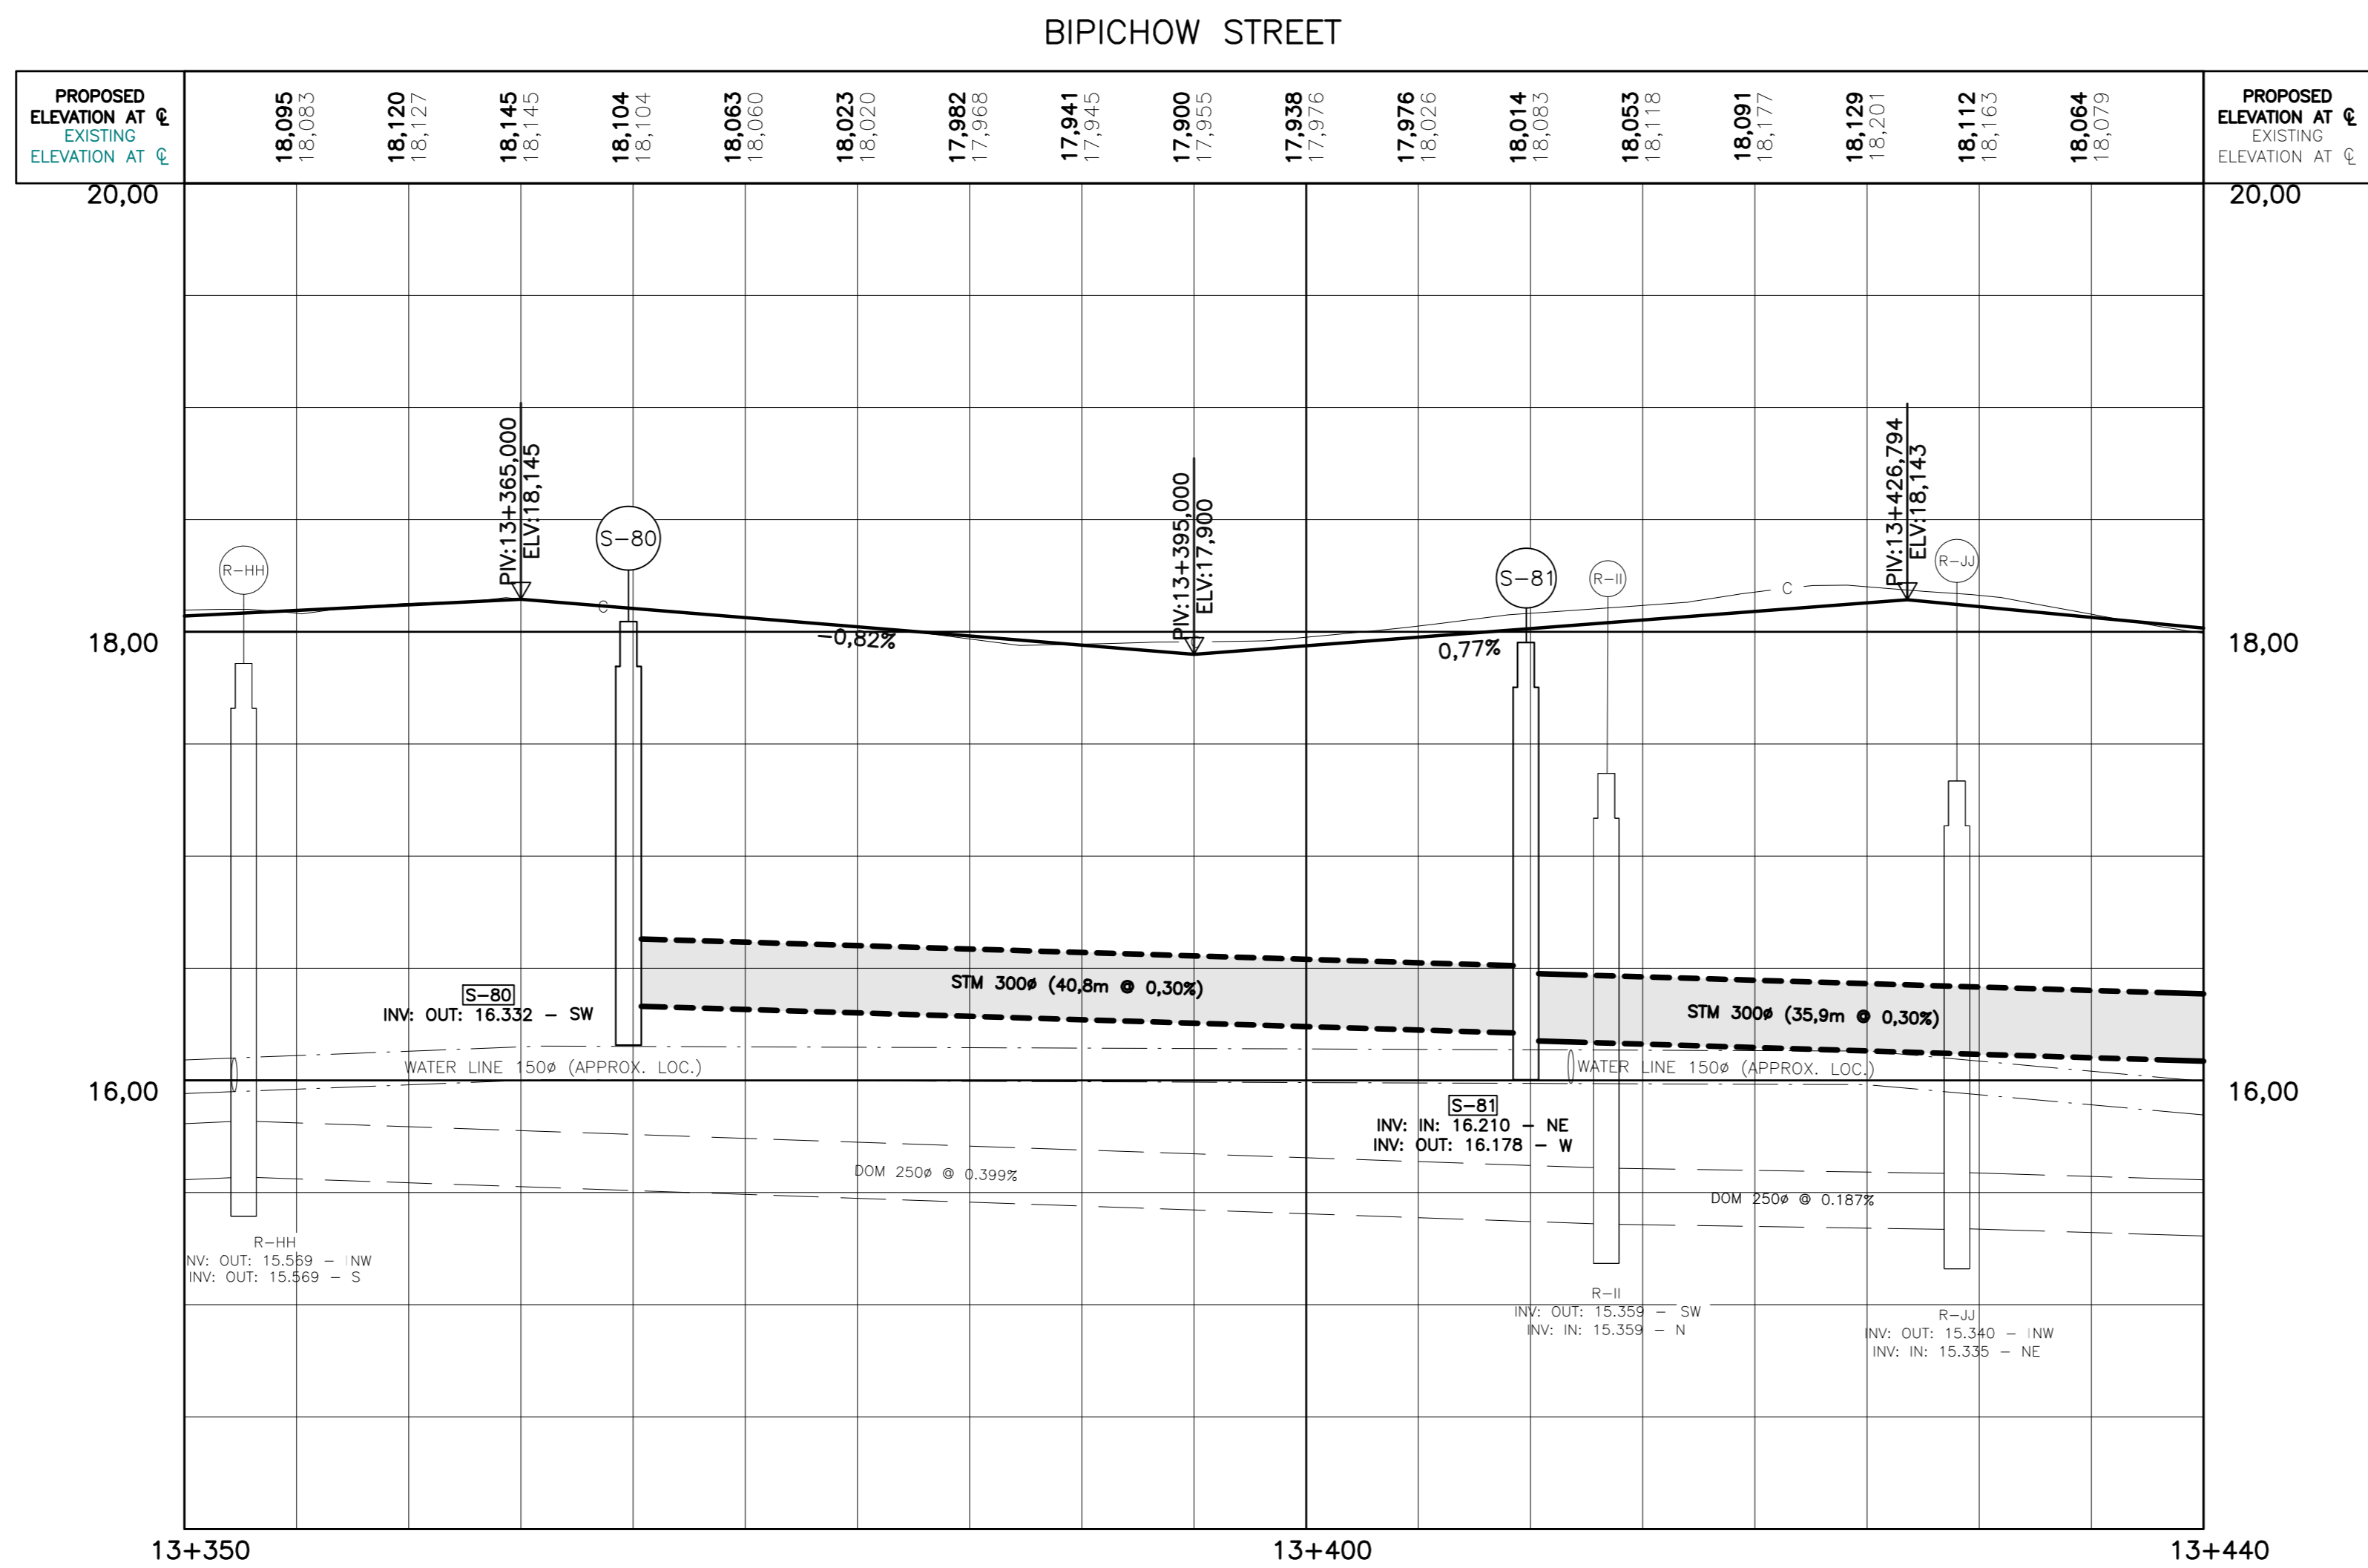 BIPICHOW STREET
PROPOSED
ELEVATION AT ℄
EXISTING
ELEVATION AT ℄
18,095
18,083
18,120
18,127
18,145
18,145
18,104
18,104
18,063
18,060
18,023
18,020
17,982
17,968
17,941
17,945
17,900
17,955
17,938
17,976
17,976
18,026
18,014
18,083
18,053
18,118
18,091
18,177
18,129
18,201
18,112
18,163
18,064
18,079
PROPOSED
ELEVATION AT ℄
EXISTING
ELEVATION AT ℄
20,00
20,00
PIV:13+365,000
ELV:18,145
PIV:13+395,000
ELV:17,900
PIV:13+426,794
ELV:18,143
R-HH
S-80
S-81
R-II
R-JJ
C
C
18,00
-0,82%
0,77%
18,00
STM 300ø (40,8m @ 0,30%)
S-80
INV: OUT: 16.332 - SW
STM 300ø (35,9m @ 0,30%)
WATER LINE 150ø (APPROX. LOC.)
WATER LINE 150ø (APPROX. LOC.)
16,00
16,00
S-81
INV: IN: 16.210 - NE
INV: OUT: 16.178 - W
DOM 250ø @ 0.399%
DOM 250ø @ 0.187%
R-HH
NV: OUT: 15.569 - NW
INV: OUT: 15.569 - S
R-II
INV: OUT: 15.359 - SW
INV: IN: 15.359 - N
R-JJ
INV: OUT: 15.340 - NW
INV: IN: 15.335 - NE
13+350
13+400
13+440